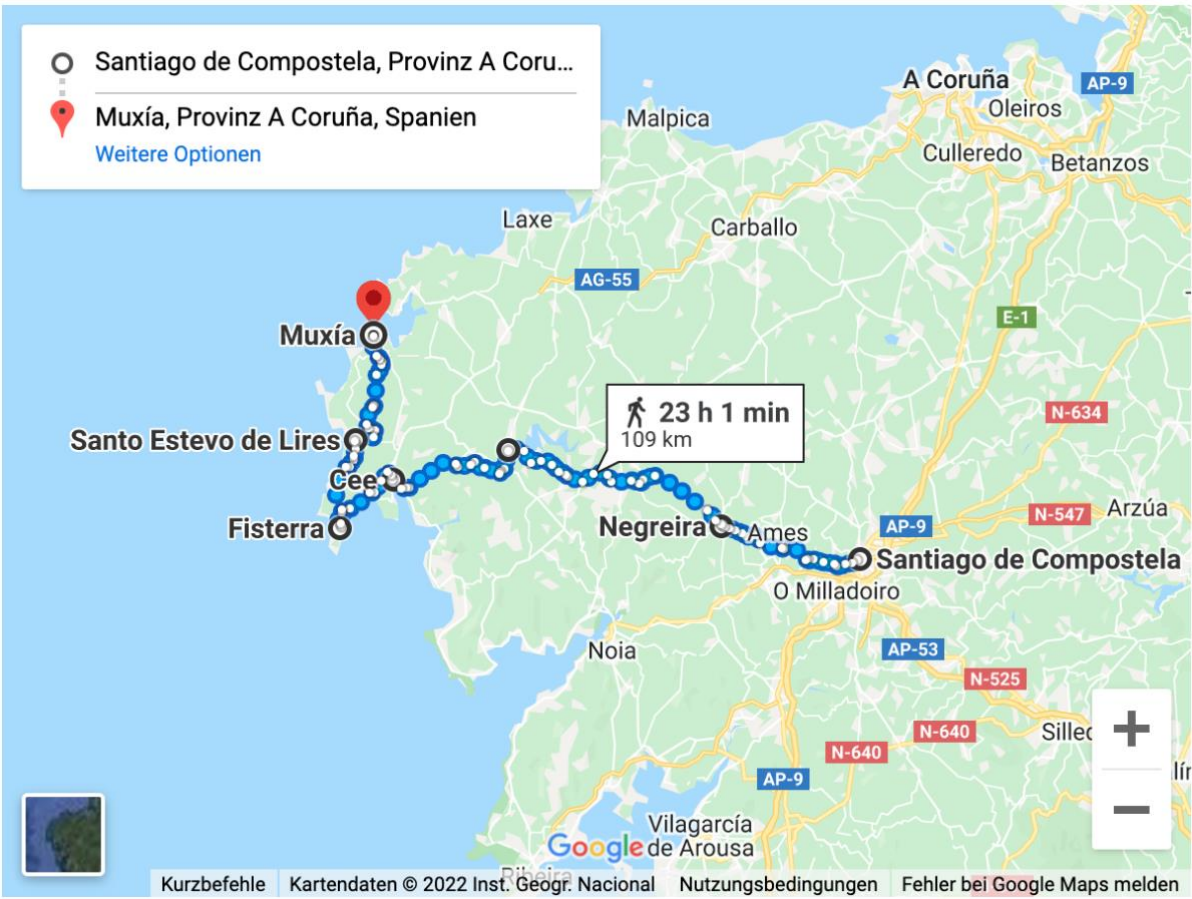 Santiago de Compostela, Provinz A Coru...
Muxía, Provinz A Coruña, Spanien
Weitere Optionen
A Coruña
AP-9
Malpica
Oleiros
Culleredo
Betanzos
Laxe
Carballo
AG-55
E-1
Muxía
23 h 1 min
109 km
N-634
Santo Estevo de Lires
Cee
Fisterra
Negreira
Ames
AP-9
N-547
Arzúa
Santiago de Compostela
O Milladoiro
Noia
AP-53
N-525
N-640
Silled
N-640
AP-9
Vilagarcía
de Arousa
Google
Ribeira
Kurzbefehle
Kartendaten © 2022 Inst. Geogr. Nacional
Nutzungsbedingungen
Fehler bei Google Maps melden